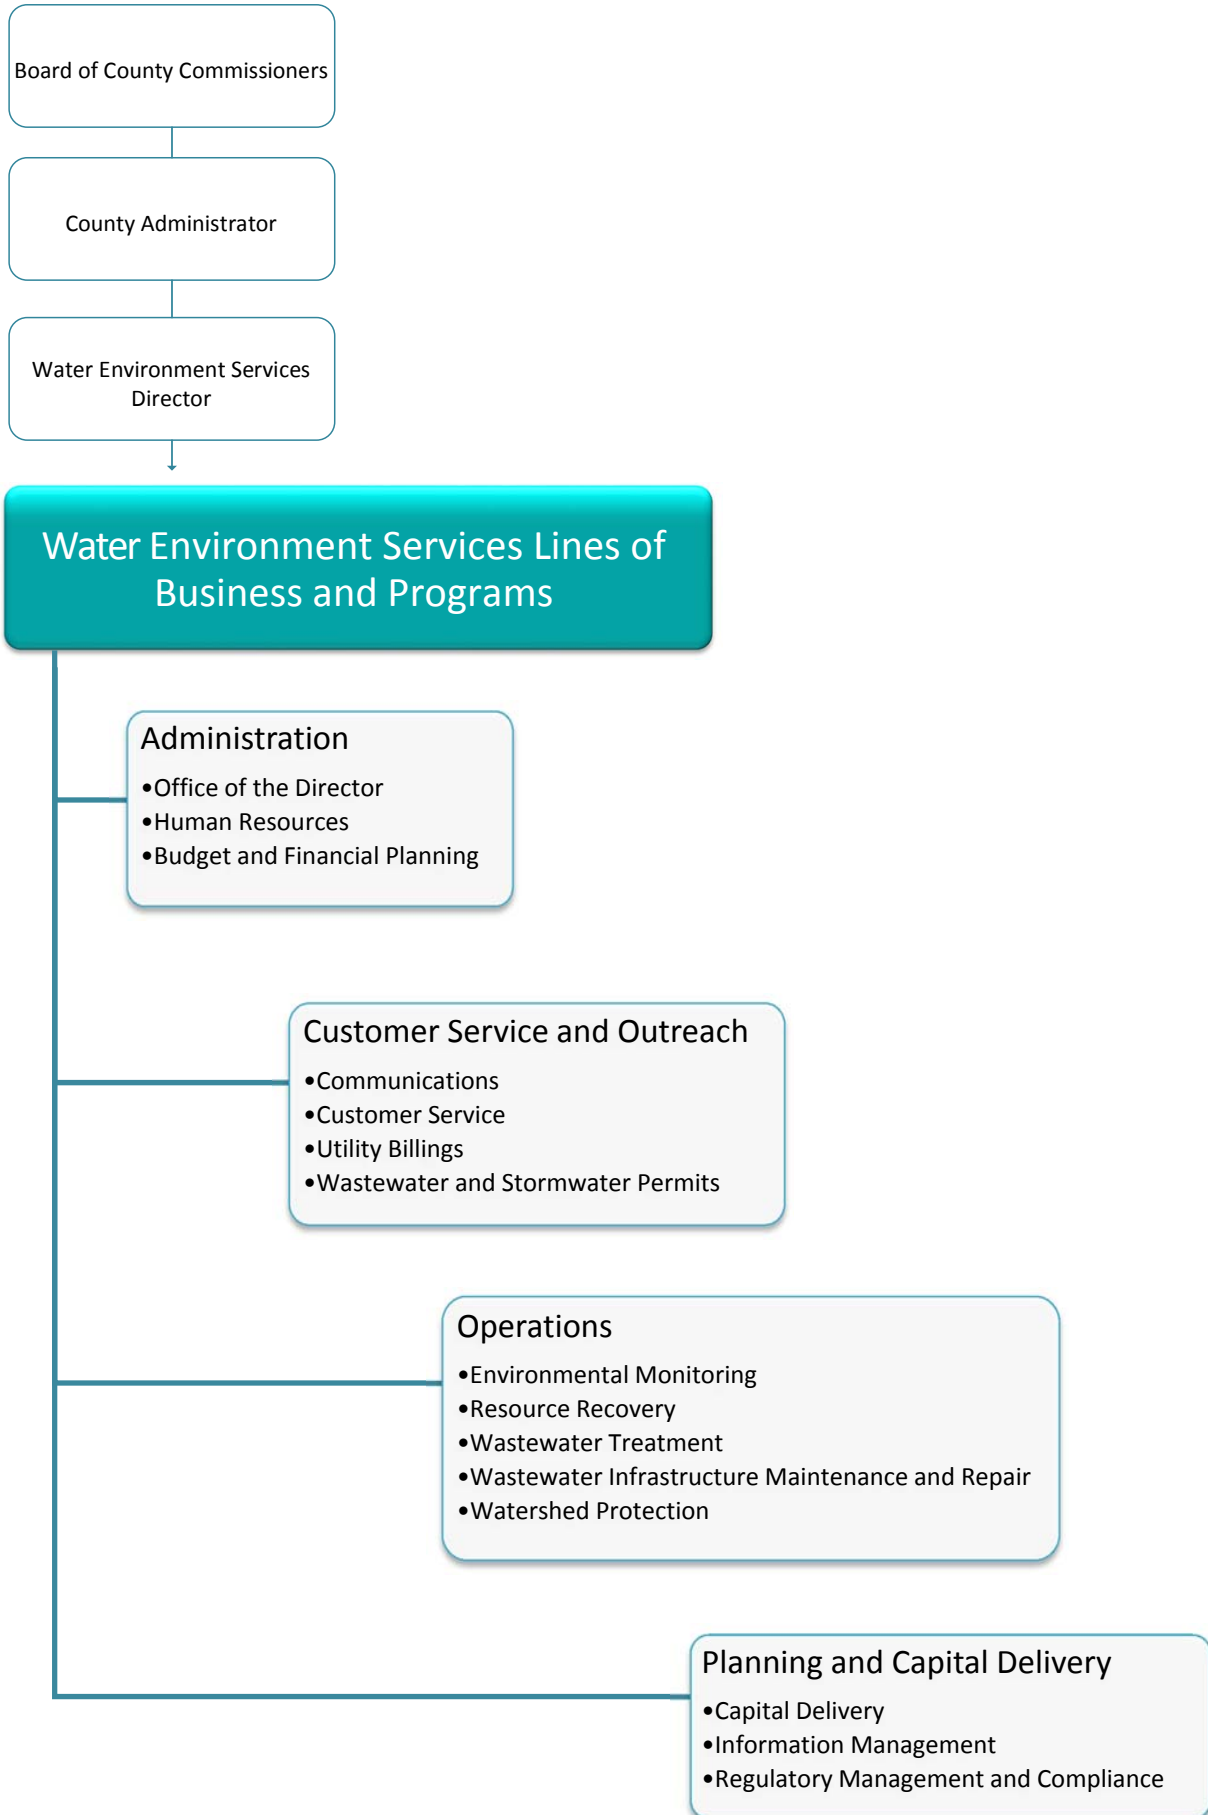 Board of County Commissioners
County Administrator
Water Environment Services
Director
Water Environment Services Lines of
Business and Programs
Administration
•Office of the Director
•Human Resources
•Budget and Financial Planning
Customer Service and Outreach
•Communications
•Customer Service
•Utility Billings
•Wastewater and Stormwater Permits
Operations
•Environmental Monitoring
•Resource Recovery
•Wastewater Treatment
•Wastewater Infrastructure Maintenance and Repair
•Watershed Protection
Planning and Capital Delivery
•Capital Delivery
•Information Management
•Regulatory Management and Compliance